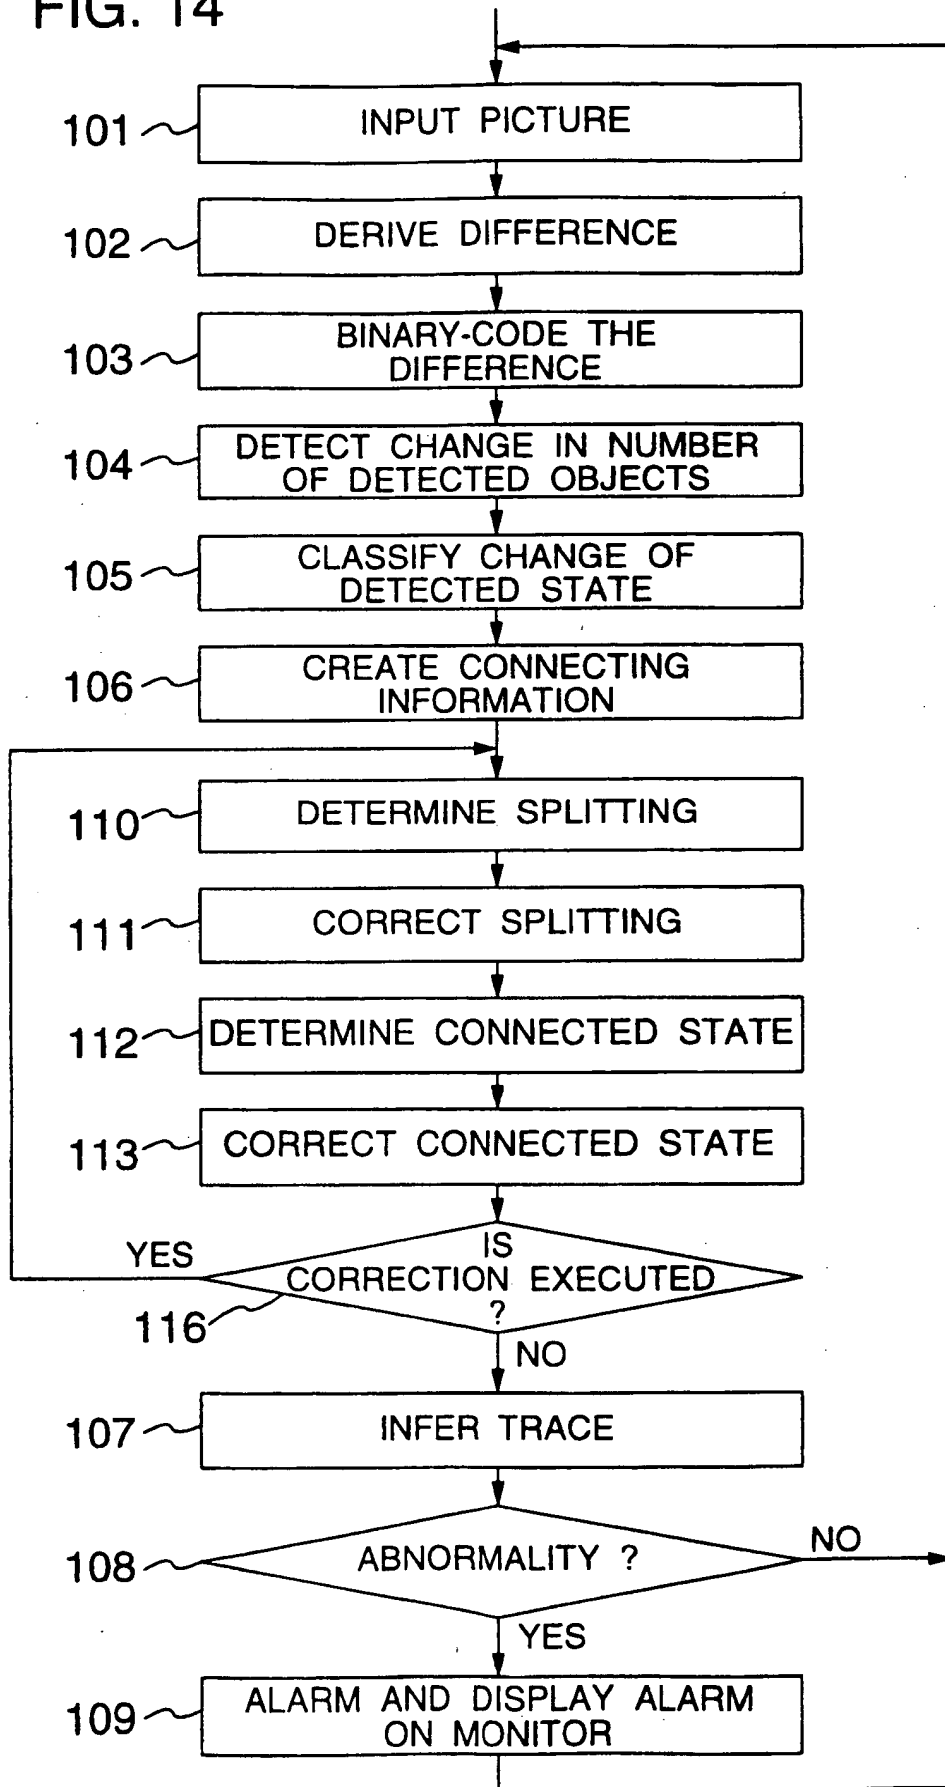 FIG. 14
101
INPUT PICTURE
102
DERIVE DIFFERENCE
103
BINARY-CODE THE
DIFFERENCE
104
DETECT CHANGE IN NUMBER
OF DETECTED OBJECTS
105
CLASSIFY CHANGE OF
DETECTED STATE
106
CREATE CONNECTING
INFORMATION
110
DETERMINE SPLITTING
111
CORRECT SPLITTING
112
DETERMINE CONNECTED STATE
113
CORRECT CONNECTED STATE
YES
IS
CORRECTION EXECUTED
?
116
NO
107
INFER TRACE
108
ABNORMALITY ?
NO
YES
109
ALARM AND DISPLAY ALARM
ON MONITOR